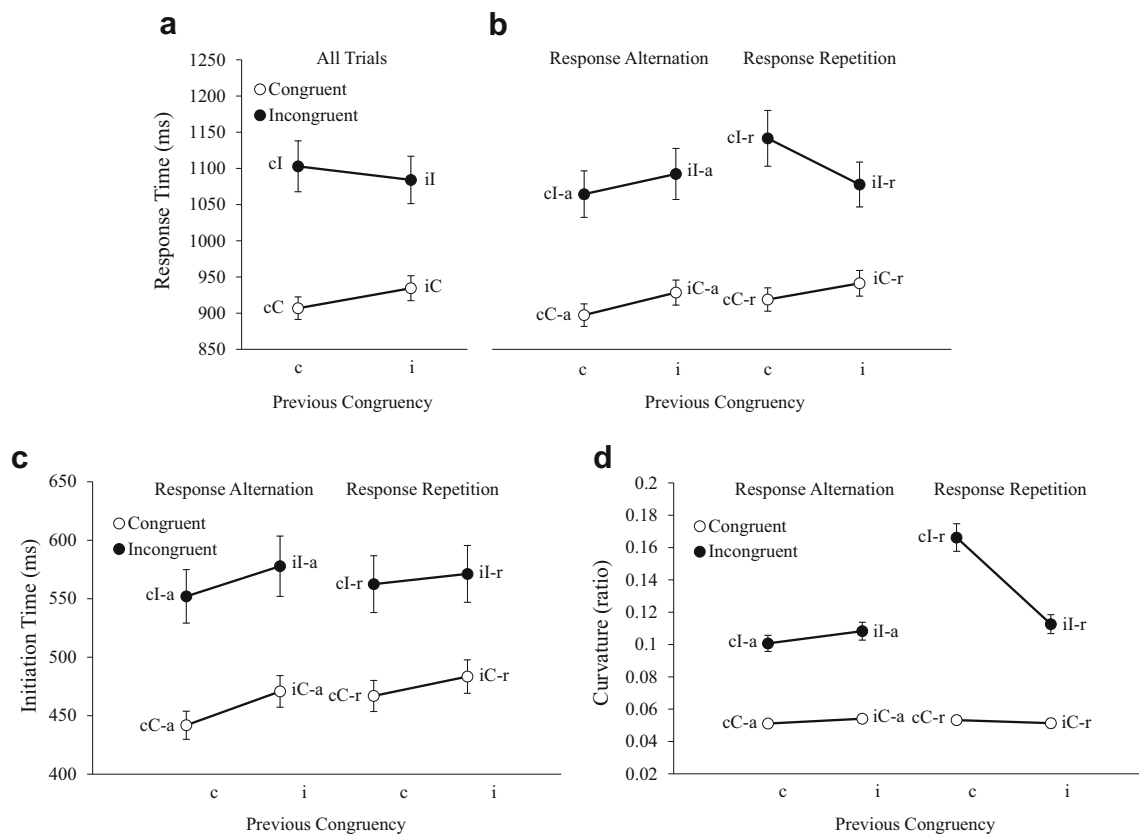 a
All Trials
Congruent
Incongruent
Response Time (ms)
1250
1200
1150
1100
1050
1000
950
900
850
cI
iI
cC
iC
c
i
Previous Congruency
b
Response Alternation
Response Repetition
cI-a
iI-a
cC-a
iC-a
cI-r
iI-r
cC-r
iC-r
c
i
c
i
Previous Congruency
c
Response Alternation
Response Repetition
Congruent
Incongruent
Initiation Time (ms)
650
600
550
500
450
400
cI-a
iI-a
cC-a
iC-a
cI-r
iI-r
cC-r
iC-r
c
i
c
i
Previous Congruency
d
Response Alternation
Response Repetition
Congruent
Incongruent
Curvature (ratio)
0.2
0.18
0.16
0.14
0.12
0.1
0.08
0.06
0.04
0.02
cI-a
iI-a
cC-a
iC-a
cI-r
iI-r
cC-r
iC-r
c
i
c
i
Previous Congruency